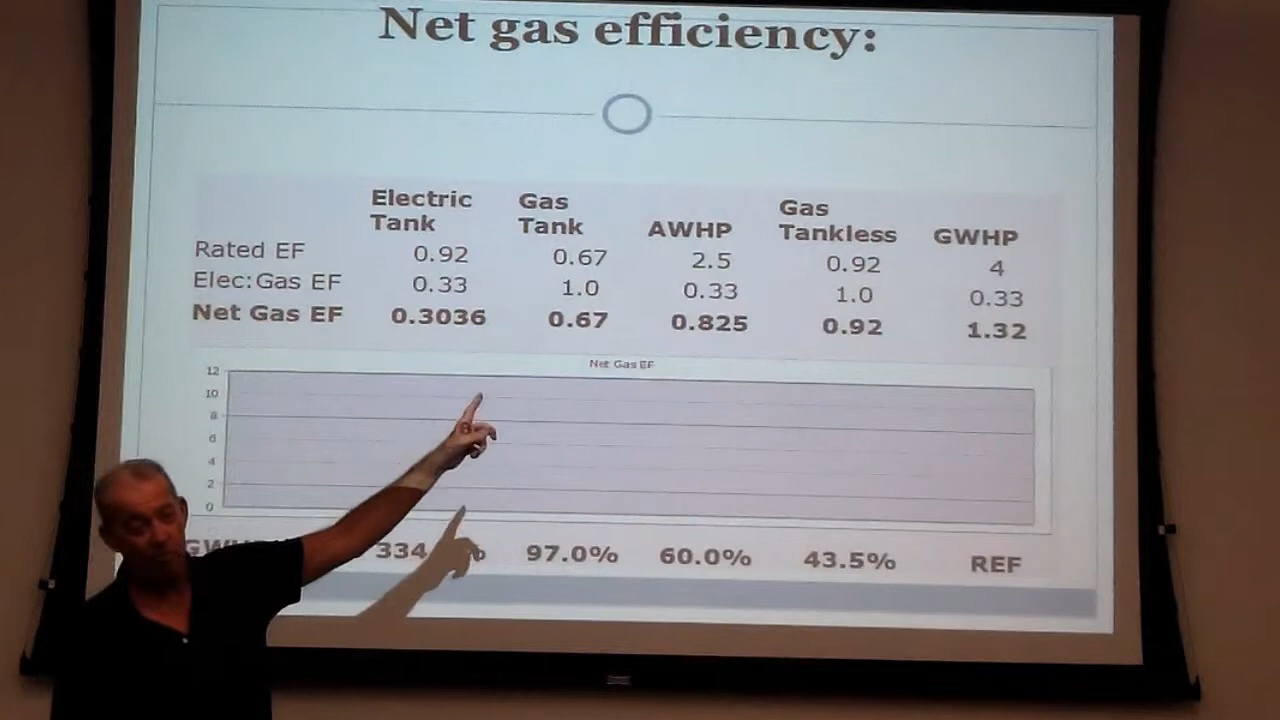 Net gas efficiency:
Electric Tank Gas Tank AWHP Gas Tankless GWHP
Rated EF 0.92 0.67 2.5 0.92 4
Elec:Gas EF 0.33 1.0 0.33 1.0 0.33
Net Gas EF 0.3036 0.67 0.825 0.92 1.32
Net Gas EF
12
10
8
6
4
2
0
334 % 97.0% 60.0% 43.5% REF